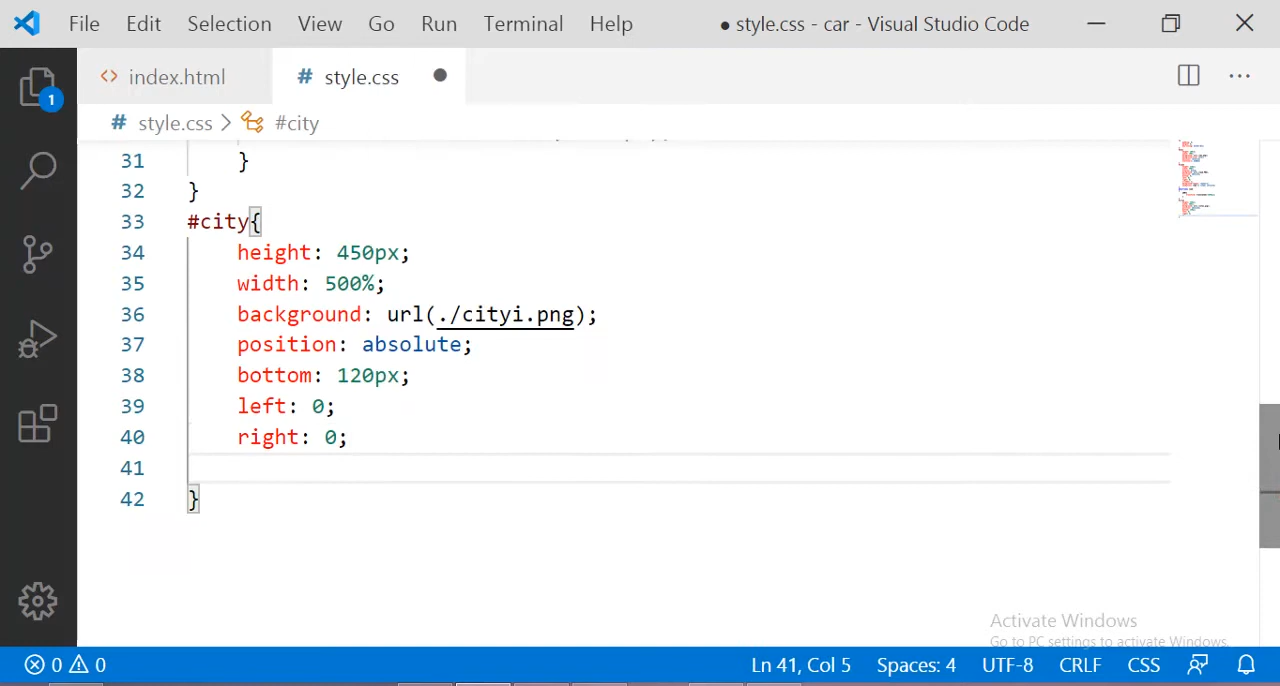 File Edit Selection View Go Run Terminal Help ● style.css - car - Visual Studio Code
1
<> index.html # style.css ●
# style.css > #city
31 }
32 }
33 #city{
34 height: 450px;
35 width: 500%;
36 background: url(./cityi.png);
37 position: absolute;
38 bottom: 120px;
39 left: 0;
40 right: 0;
41
42 }
Activate Windows
Go to PC settings to activate Windows.
0 0 Ln 41, Col 5 Spaces: 4 UTF-8 CRLF CSS